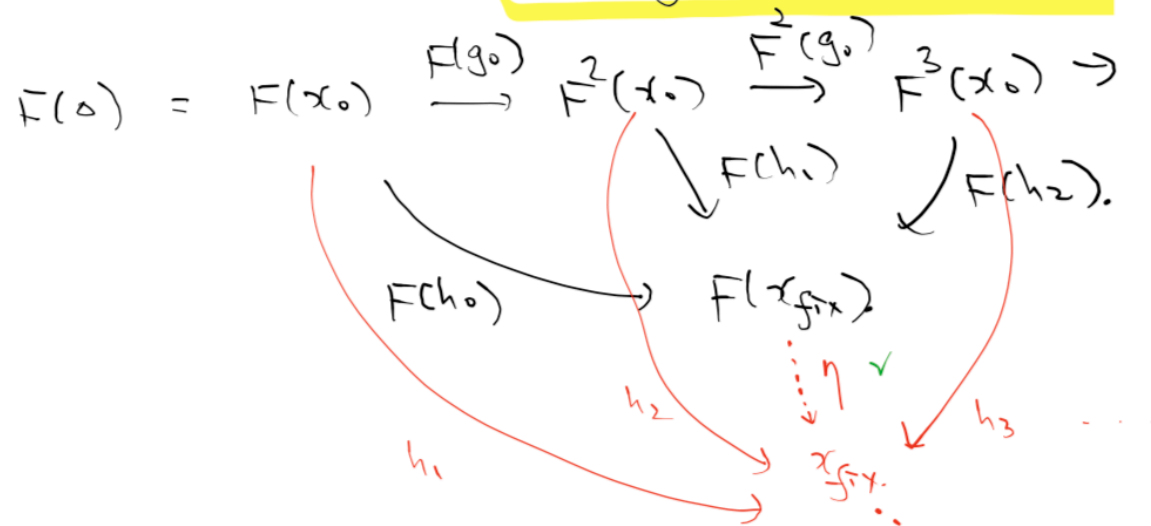 F(g₀) F²(g₀)
F(0) = F(x₀) → F²(x₀) → F³(x₀) →
F(h₁) F(h₂).
F(h₀) F(x_fix).
η ✓
h₂ h₃ ....
h₁ x_fix.